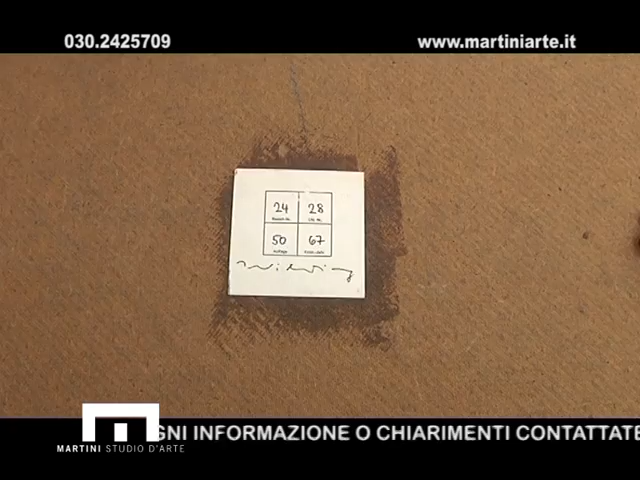 030.2425709 www.martiniarte.it
24 28
50 67
GNI INFORMAZIONE O CHIARIMENTI CONTATTATE
MARTINI STUDIO D'ARTE